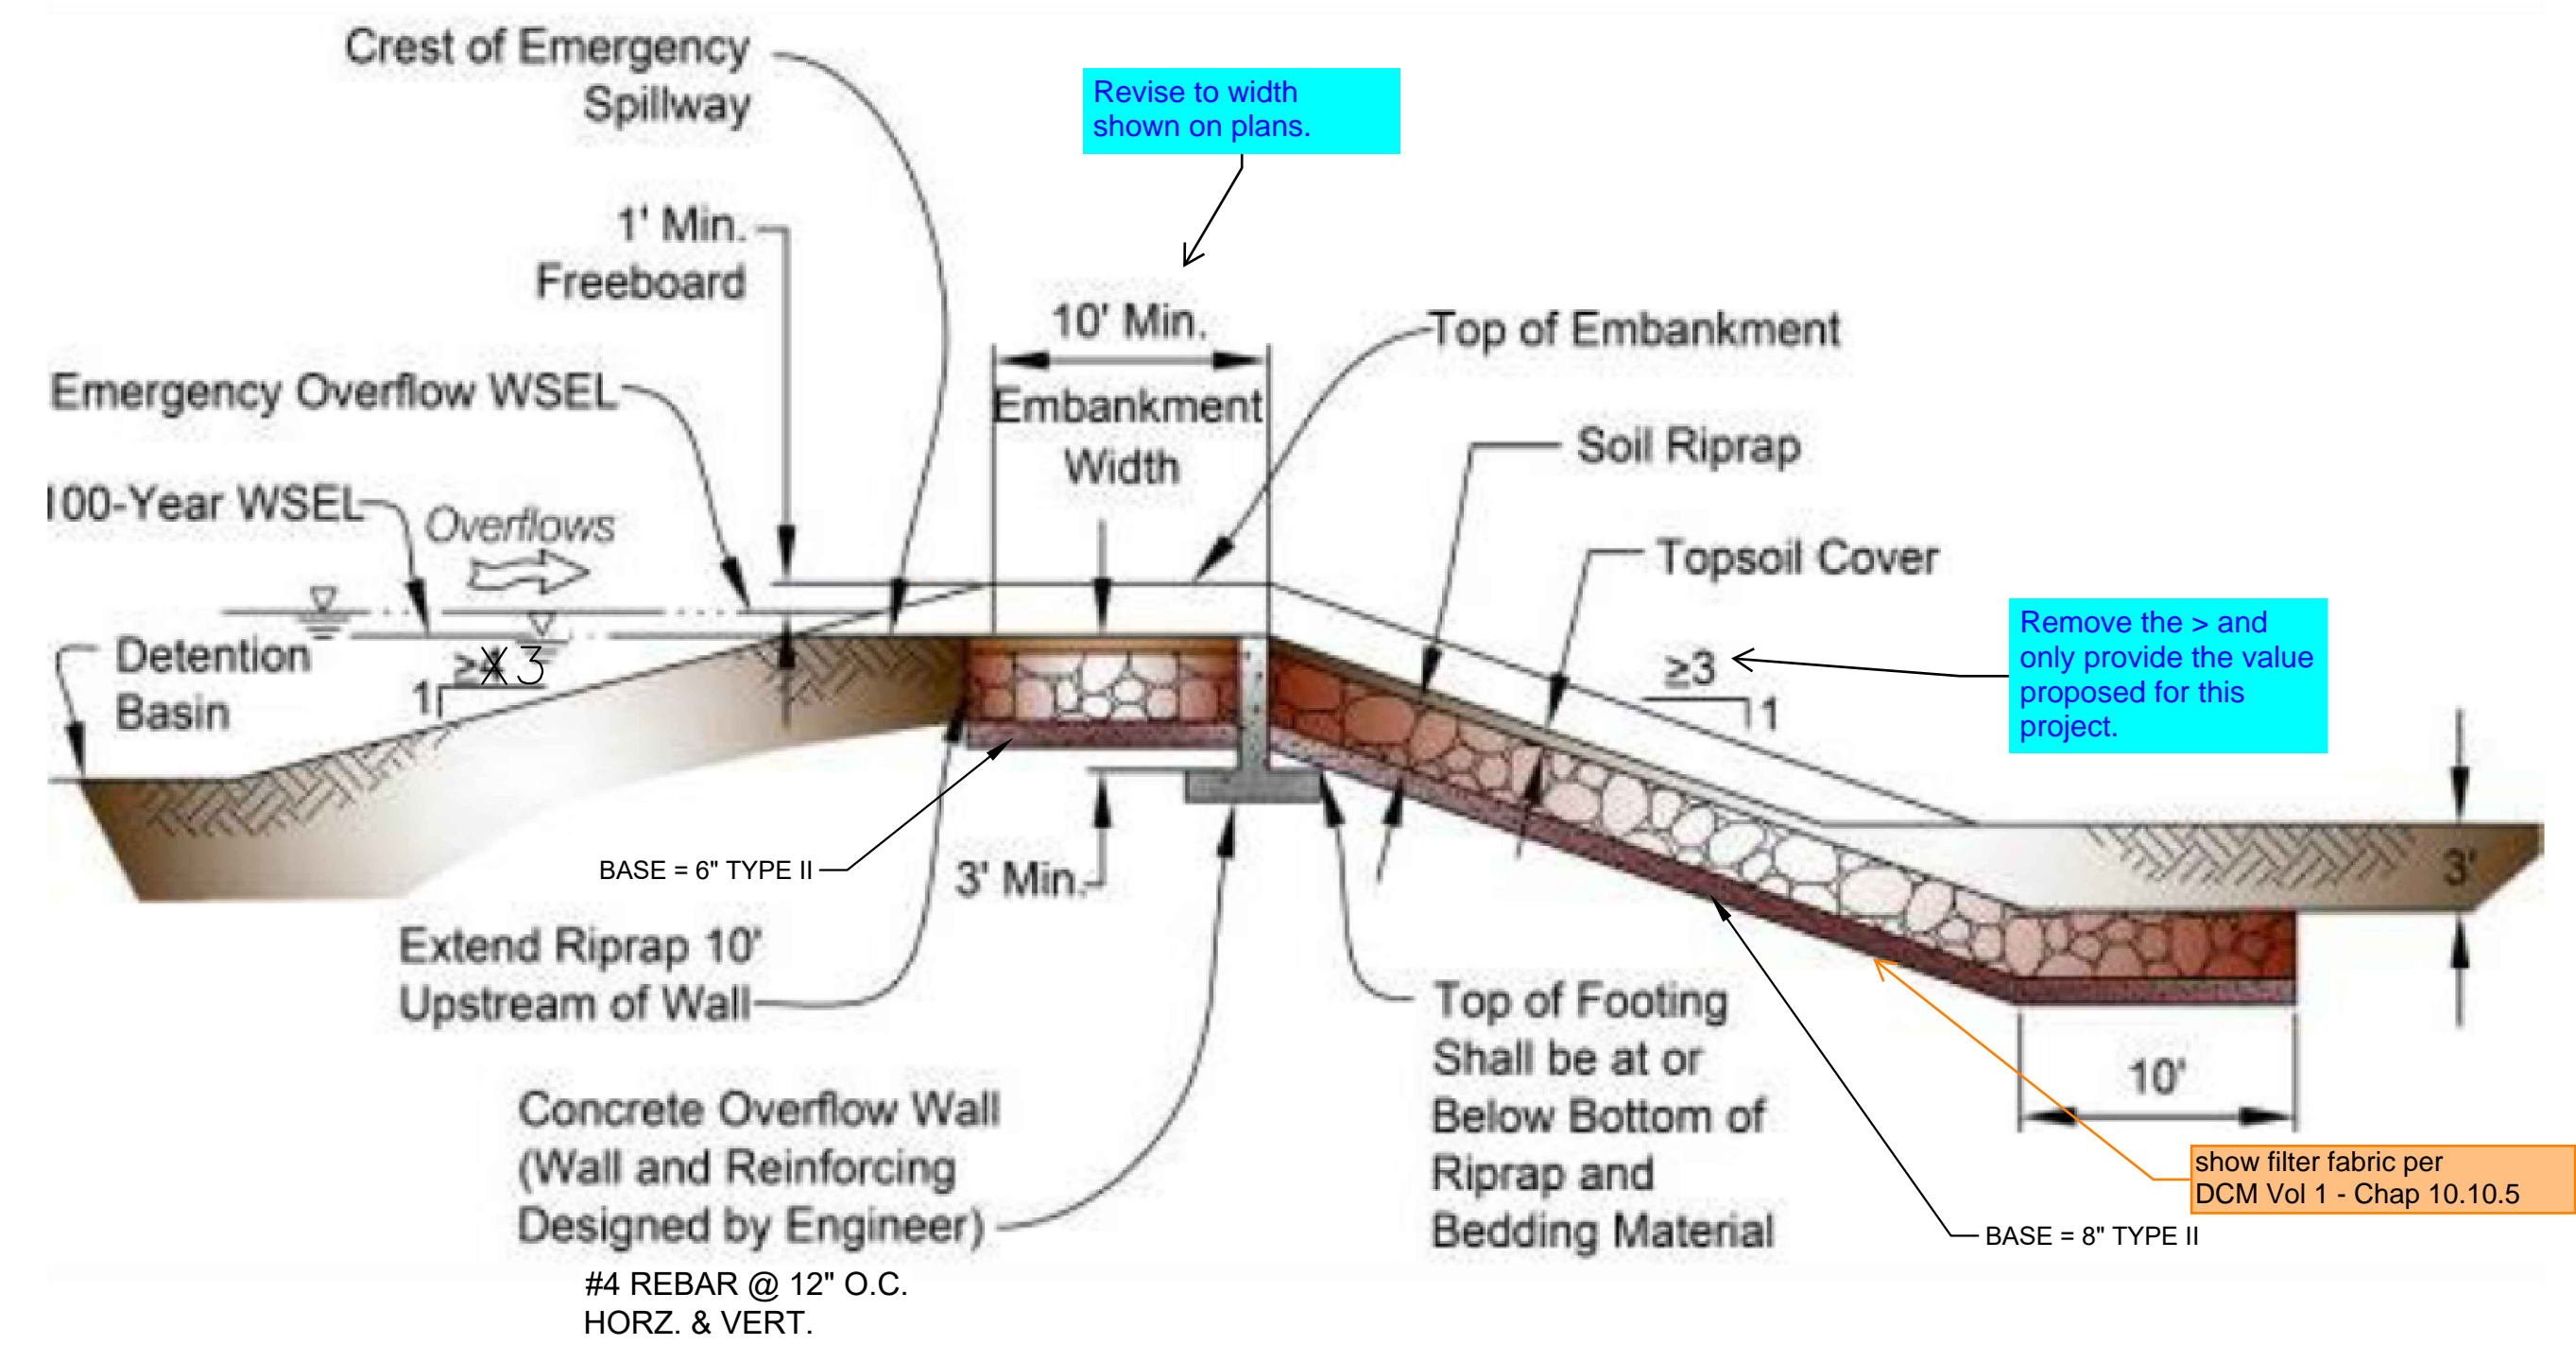 Crest of Emergency
Spillway
Revise to width
shown on plans.
1' Min.
Freeboard
10' Min.
Embankment
Width
Top of Embankment
Emergency Overflow WSEL
Soil Riprap
100-Year WSEL
Overflows
Topsoil Cover
Remove the > and
only provide the value
proposed for this
project.
Detention
Basin
≥4 3
1
≥3
1
BASE = 6" TYPE II
3' Min.
3'
Extend Riprap 10'
Upstream of Wall
Top of Footing
Shall be at or
Below Bottom of
Riprap and
Bedding Material
10'
Concrete Overflow Wall
(Wall and Reinforcing
Designed by Engineer)
#4 REBAR @ 12" O.C.
HORZ. & VERT.
show filter fabric per
DCM Vol 1 - Chap 10.10.5
BASE = 8" TYPE II